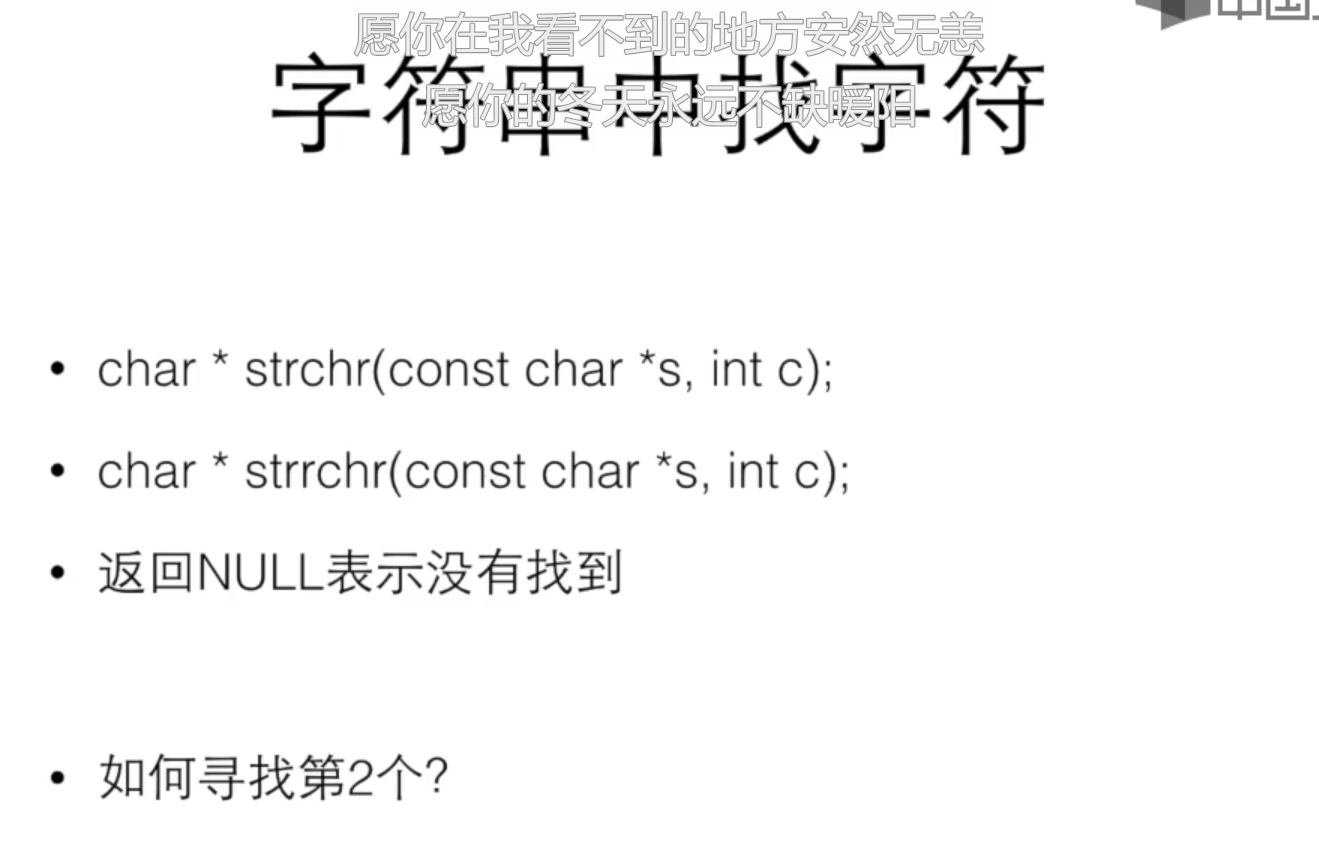 愿你在我看不到的地方安然无恙
愿你的冬天永远不缺暖阳
字符串中找字符
• char * strchr(const char *s, int c);
• char * strrchr(const char *s, int c);
• 返回NULL表示没有找到
• 如何寻找第2个?
中国